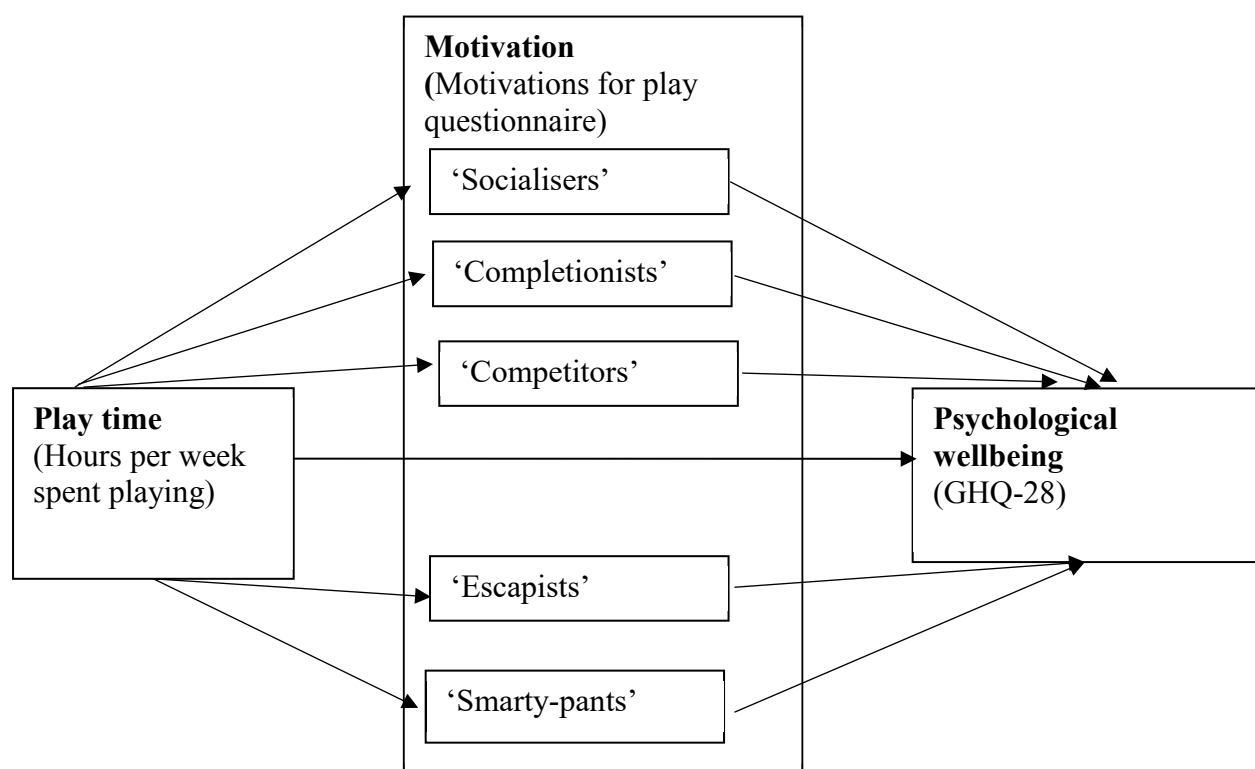 Motivation
(Motivations for play
questionnaire)
‘Socialisers’
‘Completionists’
‘Competitors’
Play time
(Hours per week
spent playing)
Psychological
wellbeing
(GHQ-28)
‘Escapists’
‘Smarty-pants’